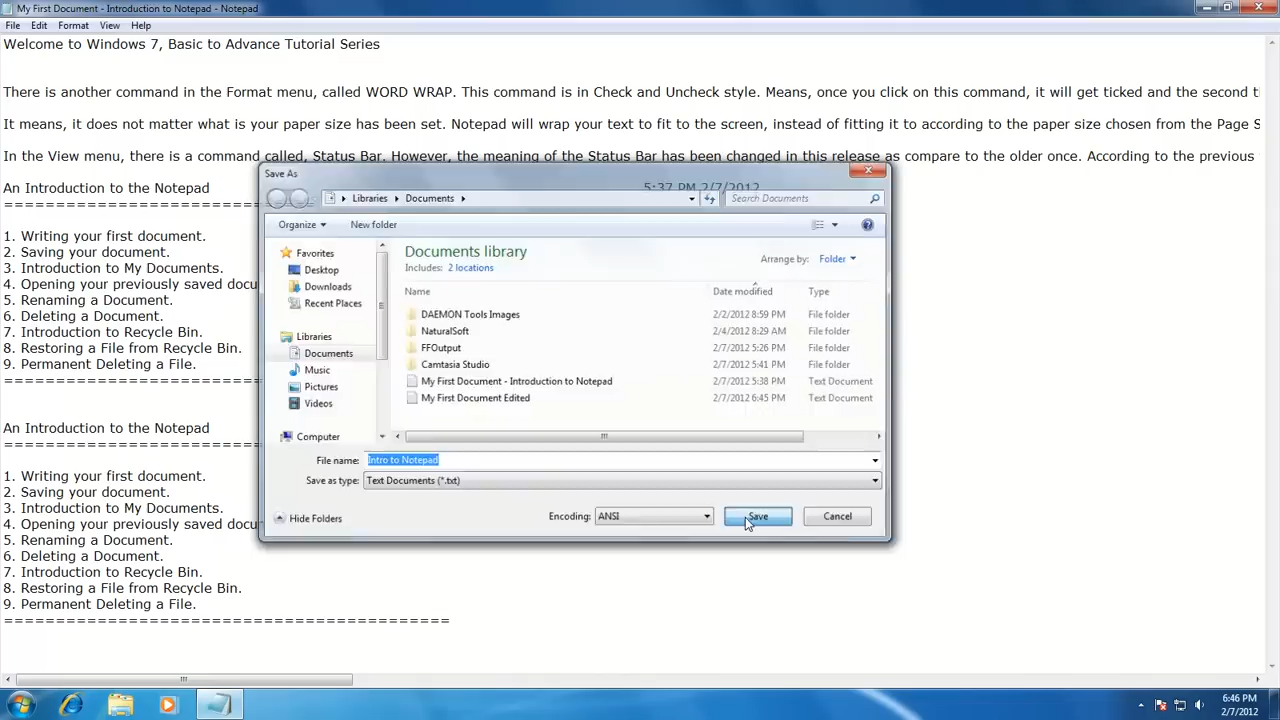 My First Document - Introduction to Notepad - Notepad
File Edit Format View Help
Welcome to Windows 7, Basic to Advance Tutorial Series
There is another command in the Format menu, called WORD WRAP. This command is in Check and Uncheck style. Means, once you click on this command, it will get ticked and the second t
It means, it does not matter what is your paper size has been set. Notepad will wrap your text to fit to the screen, instead of fitting it to according to the paper size chosen from the Page S
In the View menu, there is a command called, Status Bar. However, the meaning of the Status Bar has been changed in this release as compare to the older once. According to the previous
An Introduction to the Notepad
5:37 PM 2/7/2012
===========================
1. Writing your first document.
2. Saving your document.
3. Introduction to My Documents.
4. Opening your previously saved docu
5. Renaming a Document.
6. Deleting a Document.
7. Introduction to Recycle Bin.
8. Restoring a File from Recycle Bin.
9. Permanent Deleting a File.
===========================
An Introduction to the Notepad
===========================
1. Writing your first document.
2. Saving your document.
3. Introduction to My Documents.
4. Opening your previously saved docu
5. Renaming a Document.
6. Deleting a Document.
7. Introduction to Recycle Bin.
8. Restoring a File from Recycle Bin.
9. Permanent Deleting a File.
==========================================
Save As
Libraries Documents
Search Documents
Organize New folder
Favorites
Desktop
Downloads
Recent Places
Libraries
Documents
Music
Pictures
Videos
Computer
Documents library
Includes: 2 locations
Arrange by: Folder
Name Date modified Type
DAEMON Tools Images 2/2/2012 8:59 PM File folder
NaturalSoft 2/4/2012 8:29 AM File folder
FFOutput 2/7/2012 5:26 PM File folder
Camtasia Studio 2/7/2012 5:41 PM File folder
My First Document - Introduction to Notepad 2/7/2012 5:38 PM Text Document
My First Document Edited 2/7/2012 6:45 PM Text Document
File name: Intro to Notepad
Save as type: Text Documents (*.txt)
Hide Folders
Encoding: ANSI
Save
Cancel
6:46 PM
2/7/2012